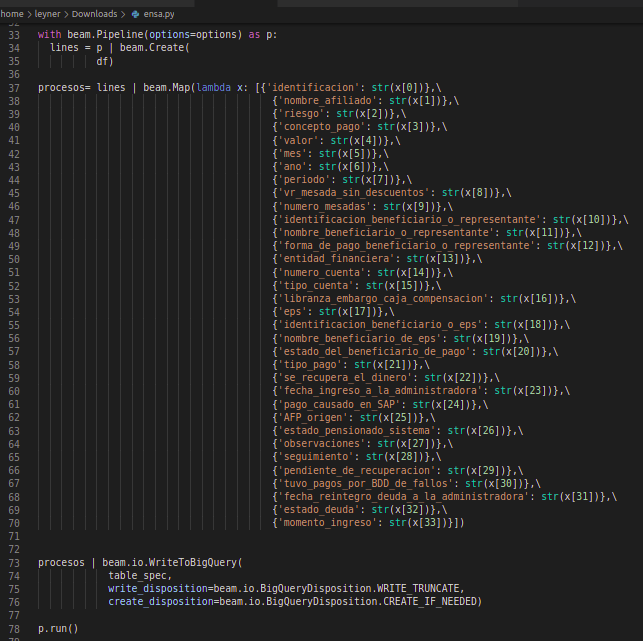 home > leyner > Downloads > ensa.py
33 with beam.Pipeline(options=options) as p:
34 lines = p | beam.Create(
35 df)
36
37 procesos= lines | beam.Map(lambda x: [{'identificacion': str(x[0])},\
38 {'nombre_afiliado': str(x[1])},\
39 {'riesgo': str(x[2])},\
40 {'concepto_pago': str(x[3])},\
41 {'valor': str(x[4])},\
42 {'mes': str(x[5])},\
43 {'ano': str(x[6])},\
44 {'periodo': str(x[7])},\
45 {'vr_mesada_sin_descuentos': str(x[8])},\
46 {'numero_mesadas': str(x[9])},\
47 {'identificacion_beneficiario_o_representante': str(x[10])},\
48 {'nombre_beneficiario_o_representante': str(x[11])},\
49 {'forma_de_pago_beneficiario_o_representante': str(x[12])},\
50 {'entidad_financiera': str(x[13])},\
51 {'numero_cuenta': str(x[14])},\
52 {'tipo_cuenta': str(x[15])},\
53 {'libranza_embargo_caja_compensacion': str(x[16])},\
54 {'eps': str(x[17])},\
55 {'identificacion_beneficiario_o_eps': str(x[18])},\
56 {'nombre_beneficiario_de_eps': str(x[19])},\
57 {'estado_del_beneficiario_de_pago': str(x[20])},\
58 {'tipo_pago': str(x[21])},\
59 {'se_recupera_el_dinero': str(x[22])},\
60 {'fecha_ingreso_a_la_administradora': str(x[23])},\
61 {'pago_causado_en_SAP': str(x[24])},\
62 {'AFP_origen': str(x[25])},\
63 {'estado_pensionado_sistema': str(x[26])},\
64 {'observaciones': str(x[27])},\
65 {'seguimiento': str(x[28])},\
66 {'pendiente_de_recuperacion': str(x[29])},\
67 {'tuvo_pagos_por_BDD_de_fallos': str(x[30])},\
68 {'fecha_reintegro_deuda_a_la_administradora': str(x[31])},\
69 {'estado_deuda': str(x[32])},\
70 {'momento_ingreso': str(x[33])}])
71
72
73 procesos | beam.io.WriteToBigQuery(
74 table_spec,
75 write_disposition=beam.io.BigQueryDisposition.WRITE_TRUNCATE,
76 create_disposition=beam.io.BigQueryDisposition.CREATE_IF_NEEDED)
77
78 p.run()